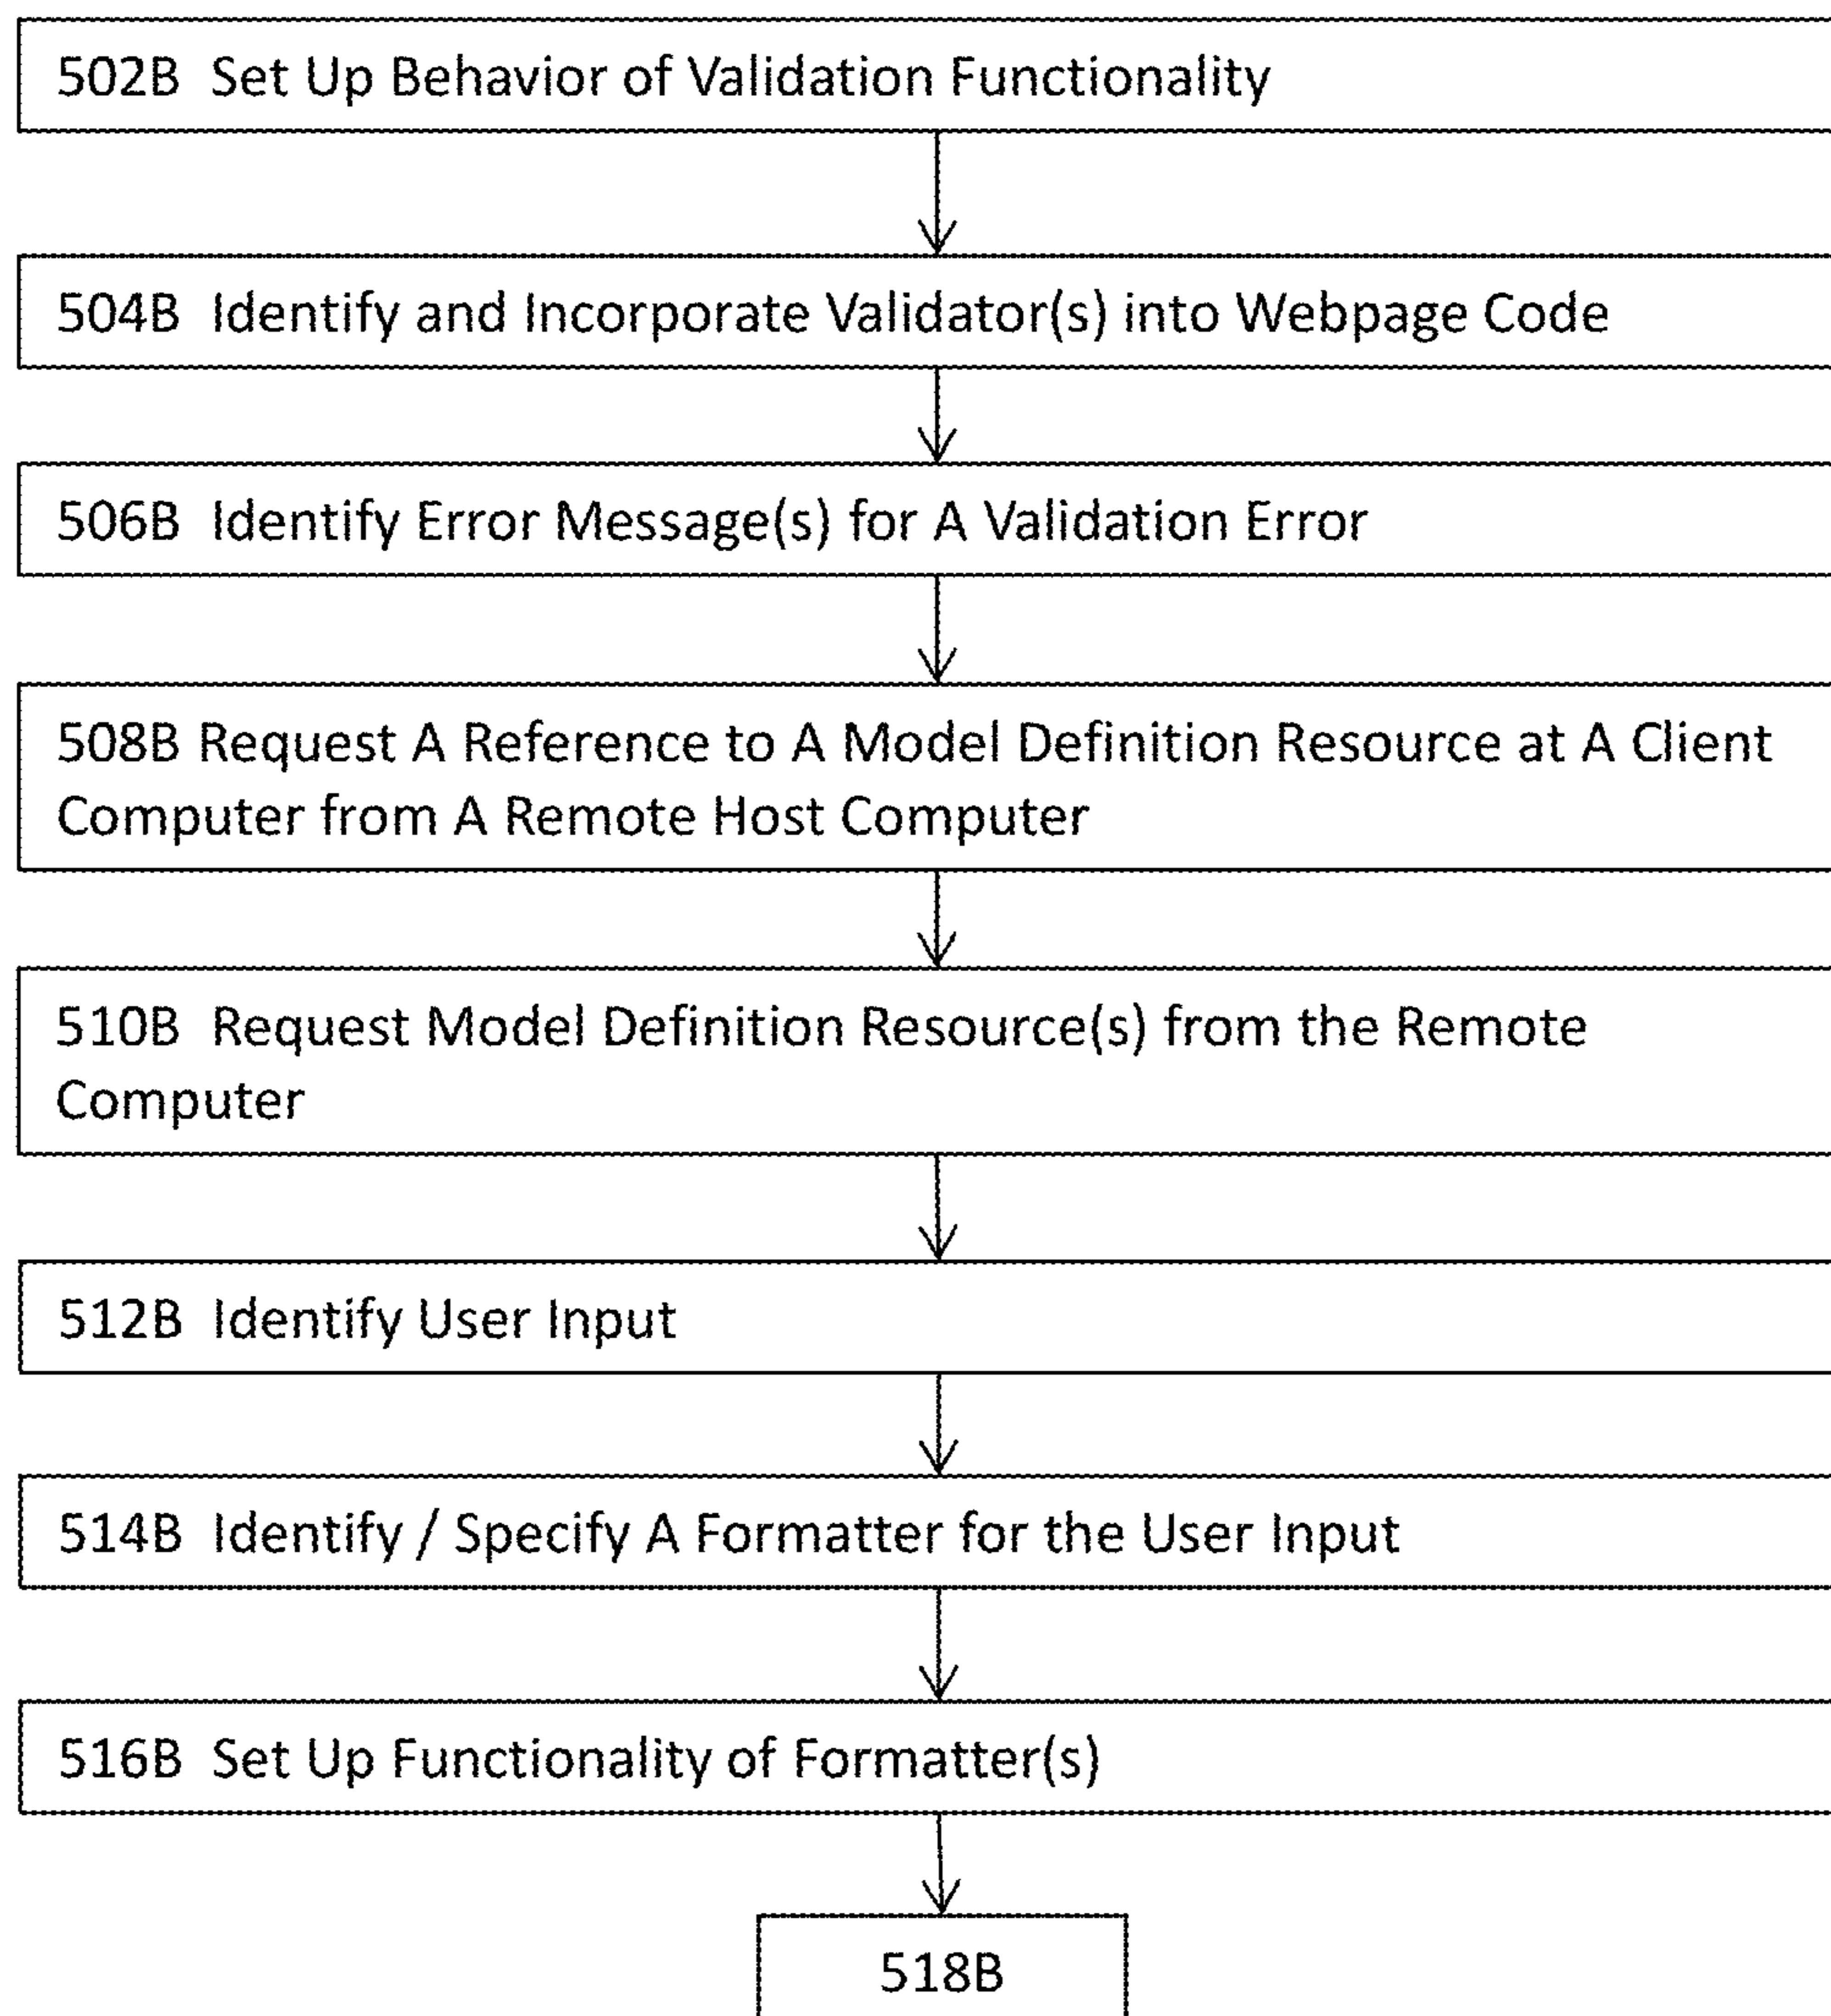 502B Set Up Behavior of Validation Functionality
504B Identify and Incorporate Validator(s) into Webpage Code
506B Identify Error Message(s) for A Validation Error
508B Request A Reference to A Model Definition Resource at A Client
Computer from A Remote Host Computer
510B Request Model Definition Resource(s) from the Remote
Computer
512B Identify User Input
514B Identify / Specify A Formatter for the User Input
516B Set Up Functionality of Formatter(s)
518B